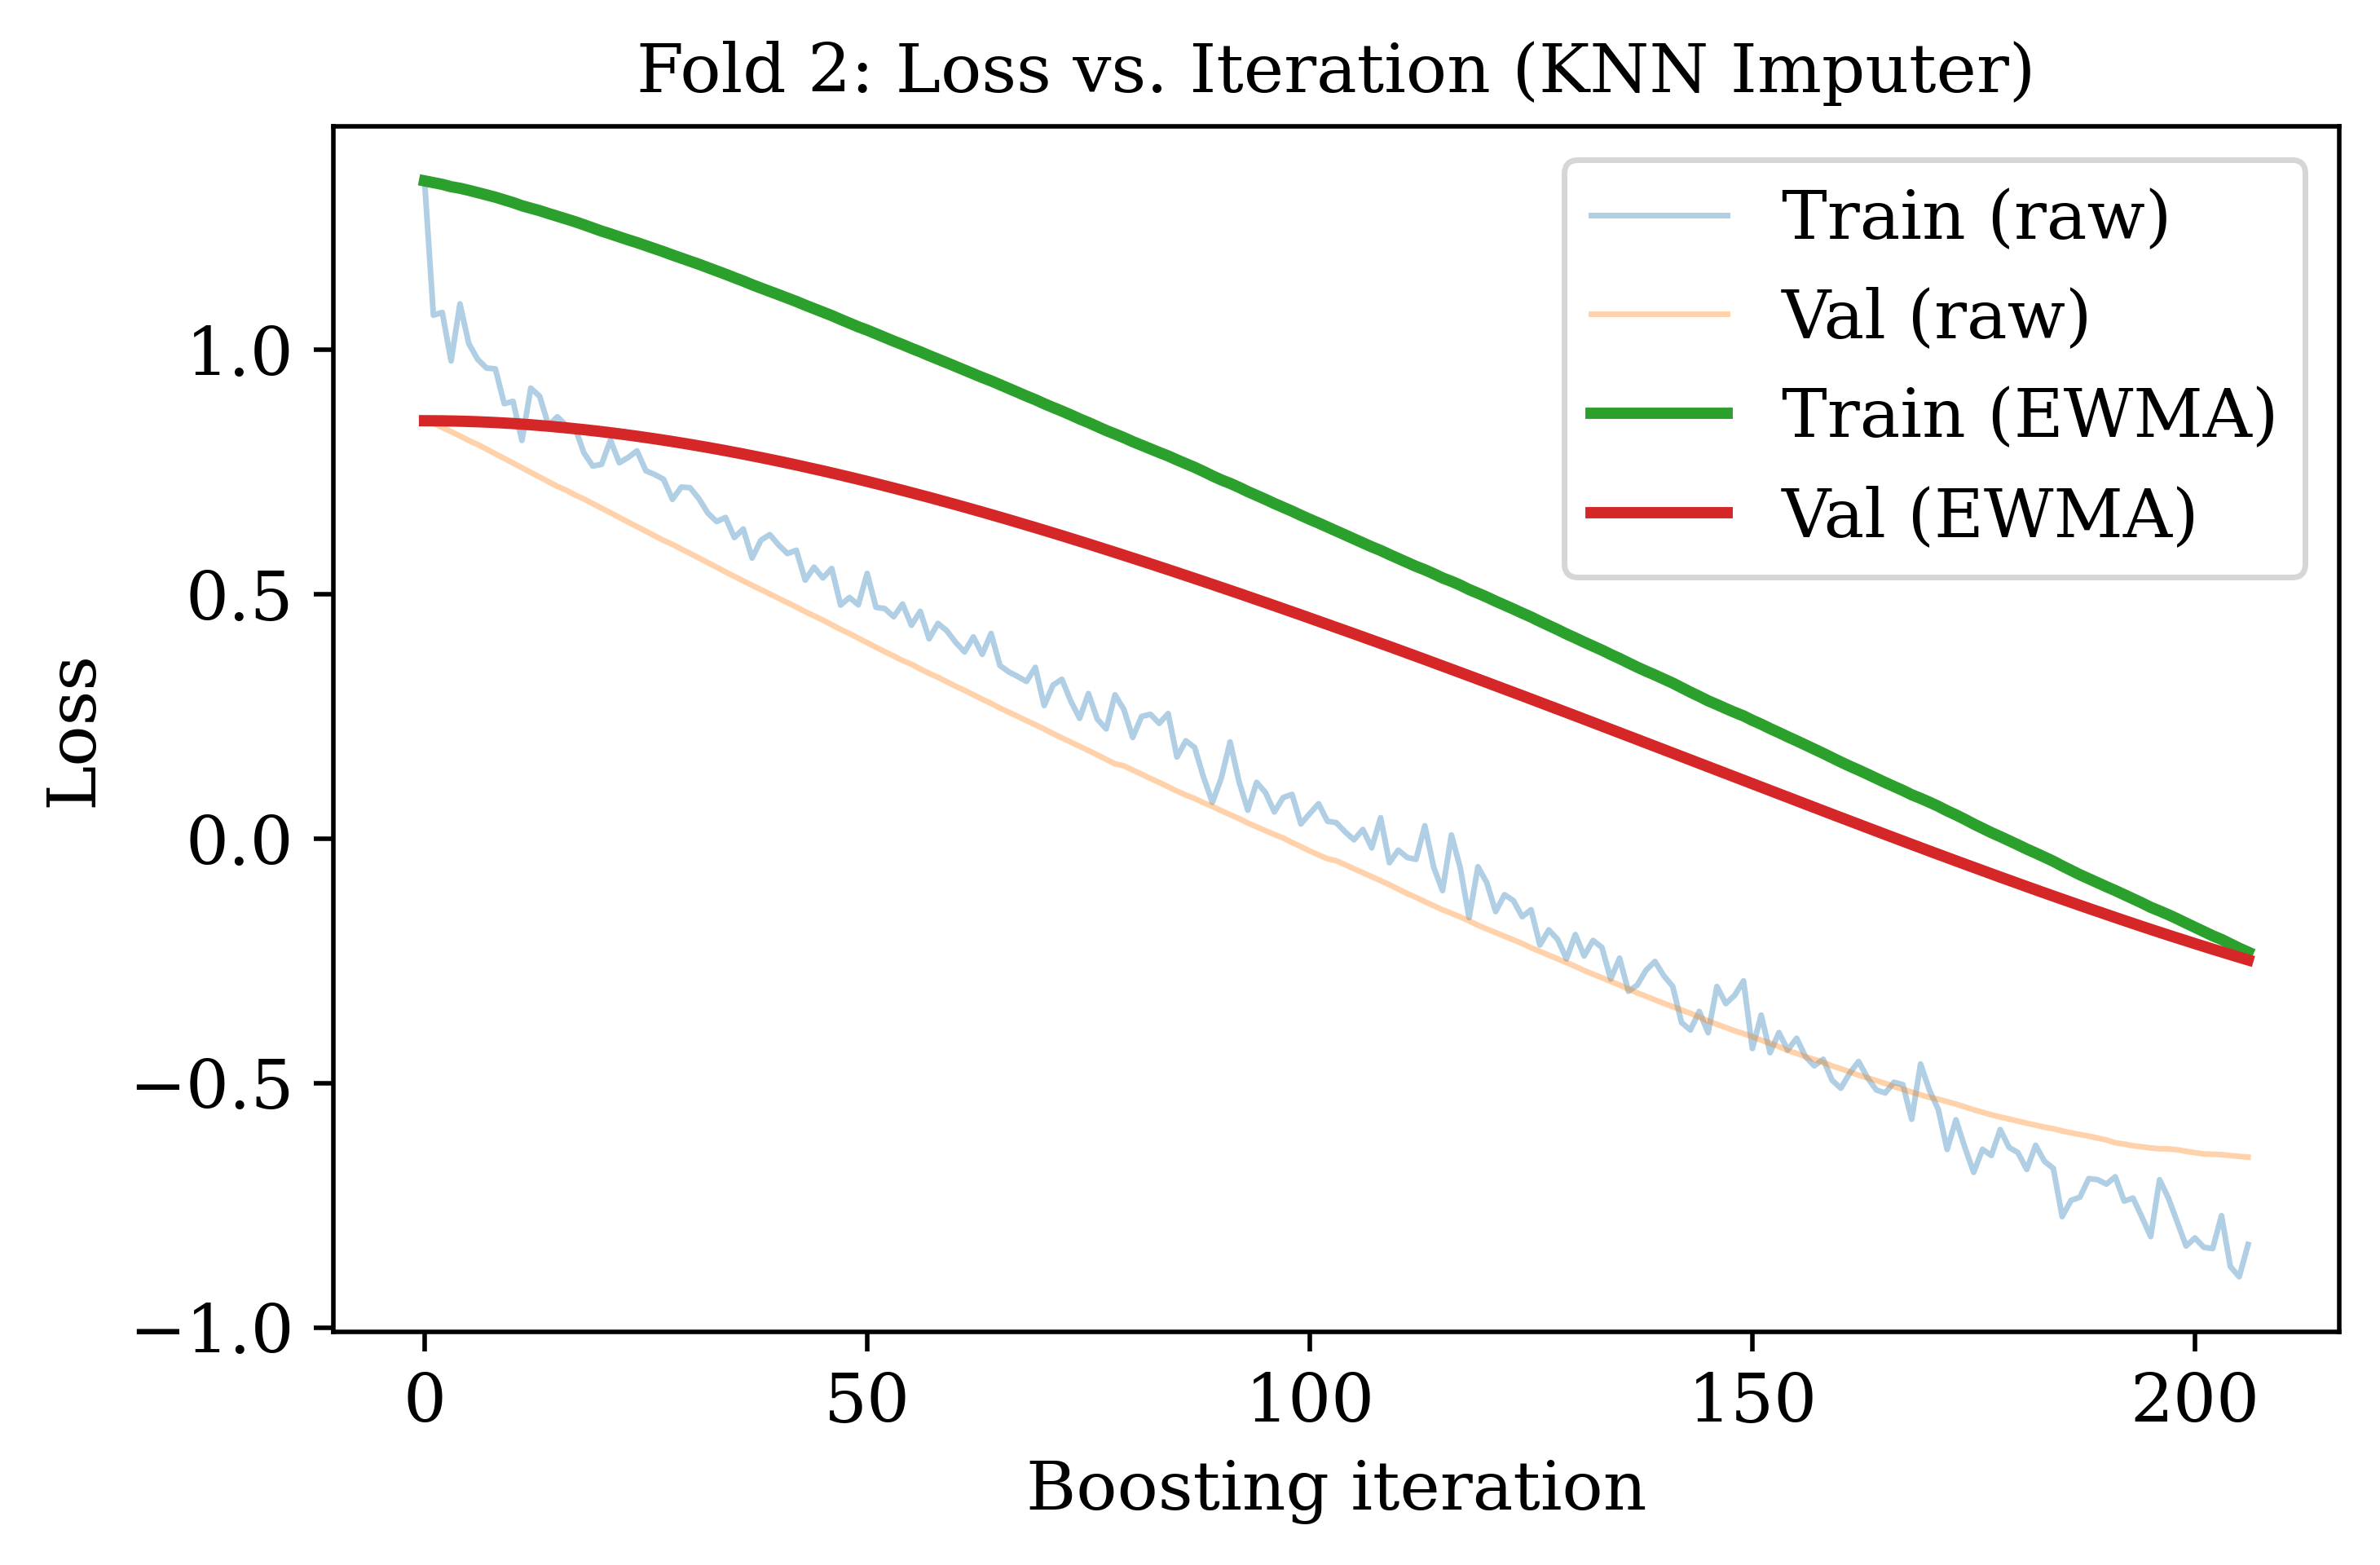 Fold 2: Loss vs. Iteration (KNN Imputer)
Train (raw)
Val (raw)
Train (EWMA)
Val (EWMA)
Loss
1.0
0.5
0.0
−0.5
−1.0
0 50 100 150 200
Boosting iteration